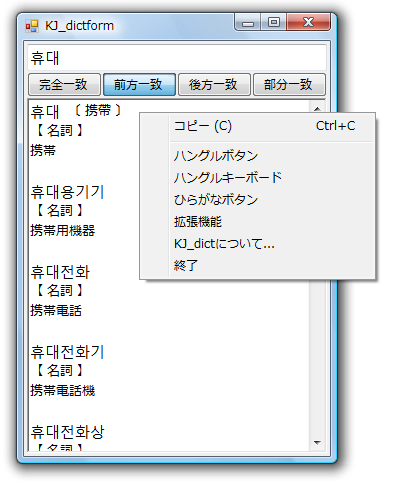 KJ_dictform
휴대
完全一致 前方一致 後方一致 部分一致
휴대 〔 携帶 〕
【 名詞 】
携帯
휴대용기기
【 名詞 】
携帯用機器
휴대전화
【 名詞 】
携帯電話
휴대전화기
【 名詞 】
携帯電話機
휴대전화상
コピー (C) Ctrl+C
ハングルボタン
ハングルキーボード
ひらがなボタン
拡張機能
KJ_dictについて...
終了